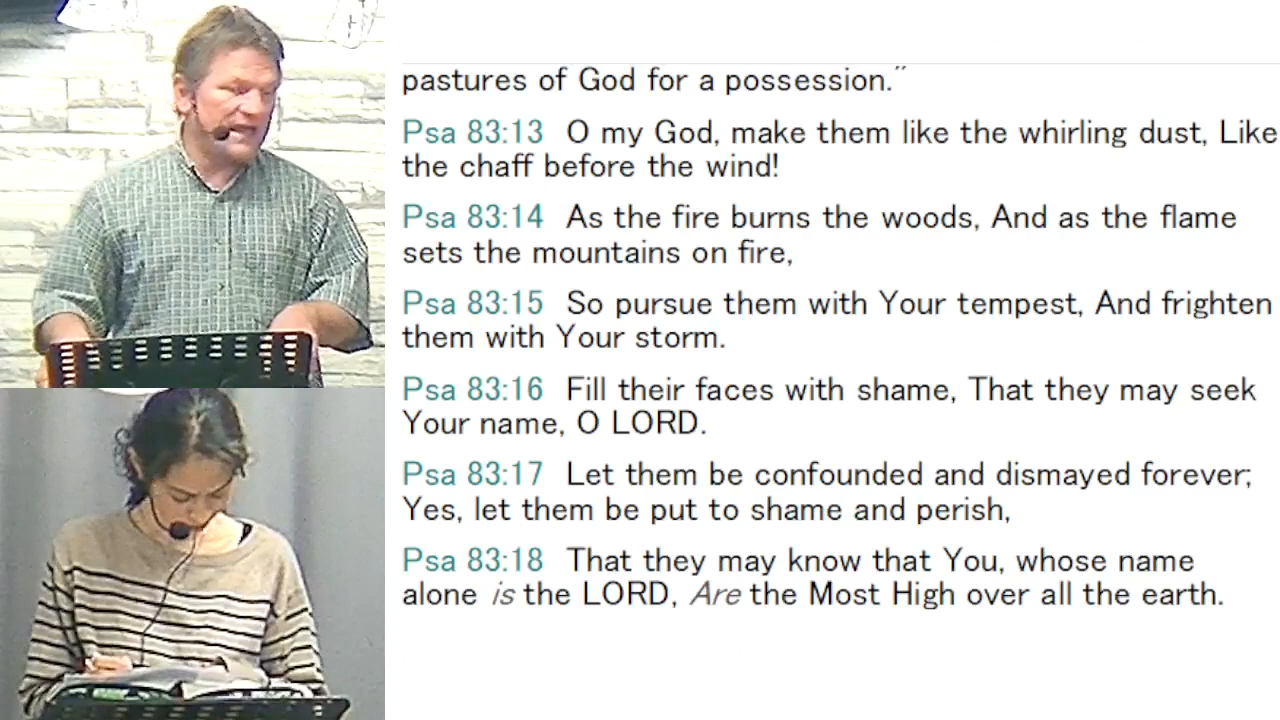 pastures of God for a possession."
Psa 83:13 O my God, make them like the whirling dust, Like
the chaff before the wind!
Psa 83:14 As the fire burns the woods, And as the flame
sets the mountains on fire,
Psa 83:15 So pursue them with Your tempest, And frighten
them with Your storm.
Psa 83:16 Fill their faces with shame, That they may seek
Your name, O LORD.
Psa 83:17 Let them be confounded and dismayed forever;
Yes, let them be put to shame and perish,
Psa 83:18 That they may know that You, whose name
alone is the LORD, Are the Most High over all the earth.